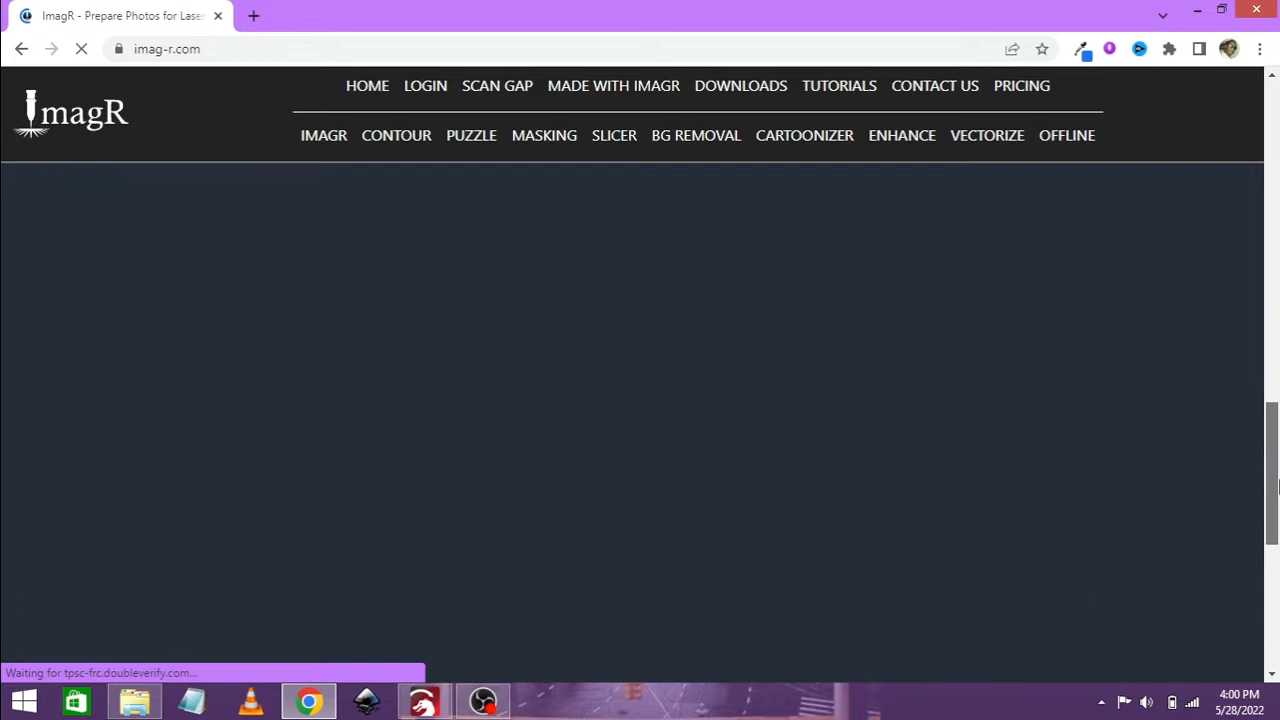 ImagR - Prepare Photos for Laser
imag-r.com
ImagR
HOME LOGIN SCAN GAP MADE WITH IMAGR DOWNLOADS TUTORIALS CONTACT US PRICING
IMAGR CONTOUR PUZZLE MASKING SLICER BG REMOVAL CARTOONIZER ENHANCE VECTORIZE OFFLINE
Waiting for tpsc-frc.doubleverify.com...
4:00 PM
5/28/2022